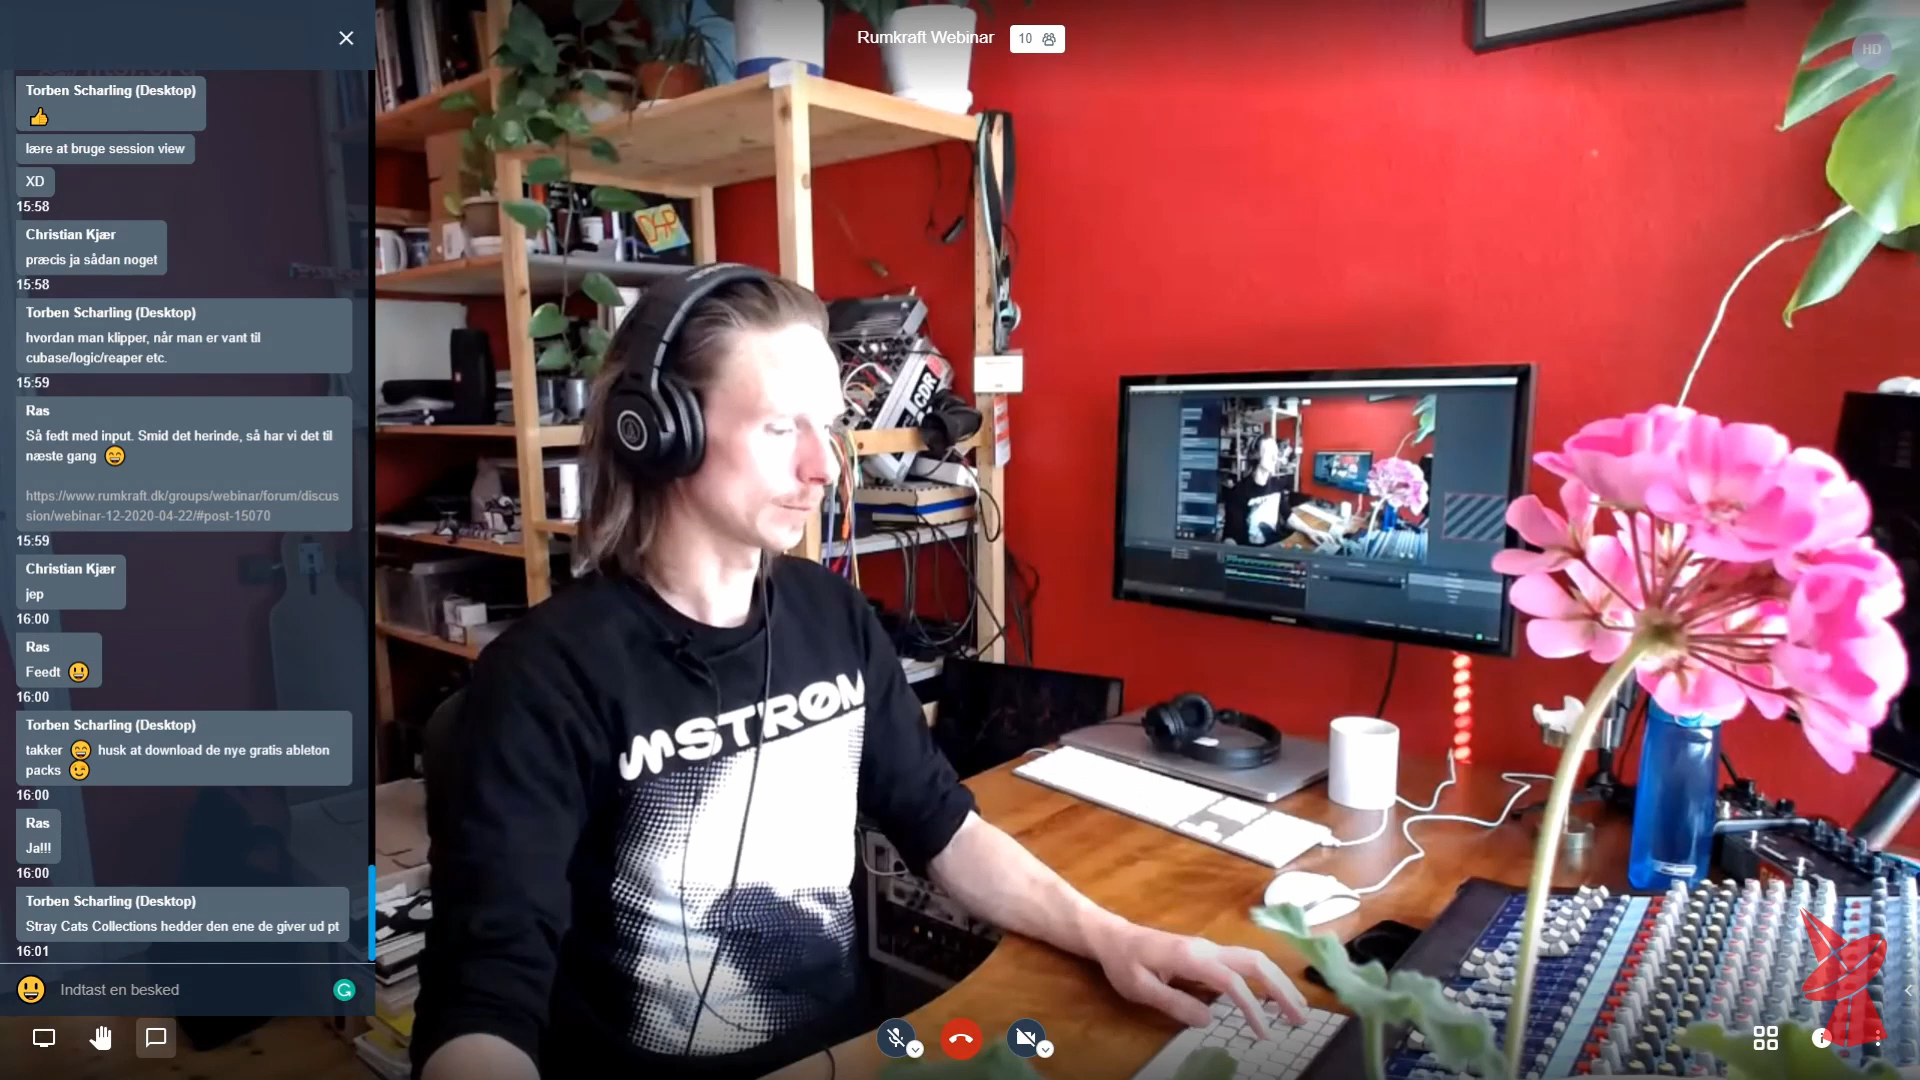 Rumkraft Webinar
10
HD
Torben Scharling (Desktop)
👍
lære at bruge session view
XD
15:58
Christian Kjær
præcis ja sådan noget
15:58
Torben Scharling (Desktop)
hvordan man klipper, når man er vant til
cubase/logic/reaper etc.
15:59
Ras
Så fedt med input. Smid det herinde, så har vi det til
næste gang 😄
https://www.rumkraft.dk/groups/webinar/forum/discus
sion/webinar-12-2020-04-22/#post-15070
15:59
Christian Kjær
jep
16:00
Ras
Feedt 😃
16:00
Torben Scharling (Desktop)
takker 😄 husk at download de nye gratis ableton
packs 😉
16:00
Ras
Ja!!!
16:00
Torben Scharling (Desktop)
Stray Cats Collections hedder den ene de giver ud pt
16:01
Indtast en besked
CDR
MSTRØM